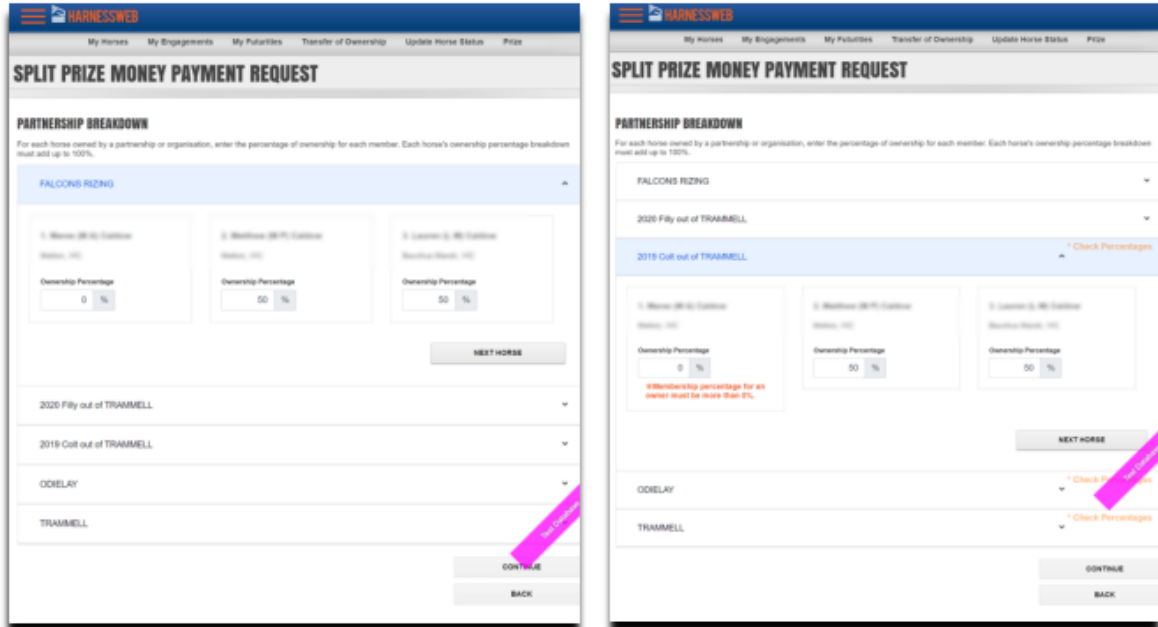 HARNESSWEB
My Horses My Engagements My Futurities Transfer of Ownership Update Horse Status Prize
SPLIT PRIZE MONEY PAYMENT REQUEST
PARTNERSHIP BREAKDOWN
For each horse owned by a partnership or organisation, enter the percentage of ownership for each member. Each horse's ownership percentage breakdown
must add up to 100%.
FALCONS RIZING
Ownership Percentage Ownership Percentage Ownership Percentage
0 % 50 % 50 %
NEXT HORSE
2020 Filly out of TRAMMELL
2019 Colt out of TRAMMELL
ODIELAY
TRAMMELL
Test Database
CONTINUE
BACK
HARNESSWEB
My Horses My Engagements My Futurities Transfer of Ownership Update Horse Status Prize
SPLIT PRIZE MONEY PAYMENT REQUEST
PARTNERSHIP BREAKDOWN
For each horse owned by a partnership or organisation, enter the percentage of ownership for each member. Each horse's ownership percentage breakdown
must add up to 100%.
FALCONS RIZING
2020 Filly out of TRAMMELL
* Check Percentages
2019 Colt out of TRAMMELL
Ownership Percentage Ownership Percentage Ownership Percentage
0 % 50 % 50 %
Membership percentage for an
owner must be more than 0%.
NEXT HORSE
Test Database
* Check Percentages
ODIELAY
* Check Percentages
TRAMMELL
CONTINUE
BACK